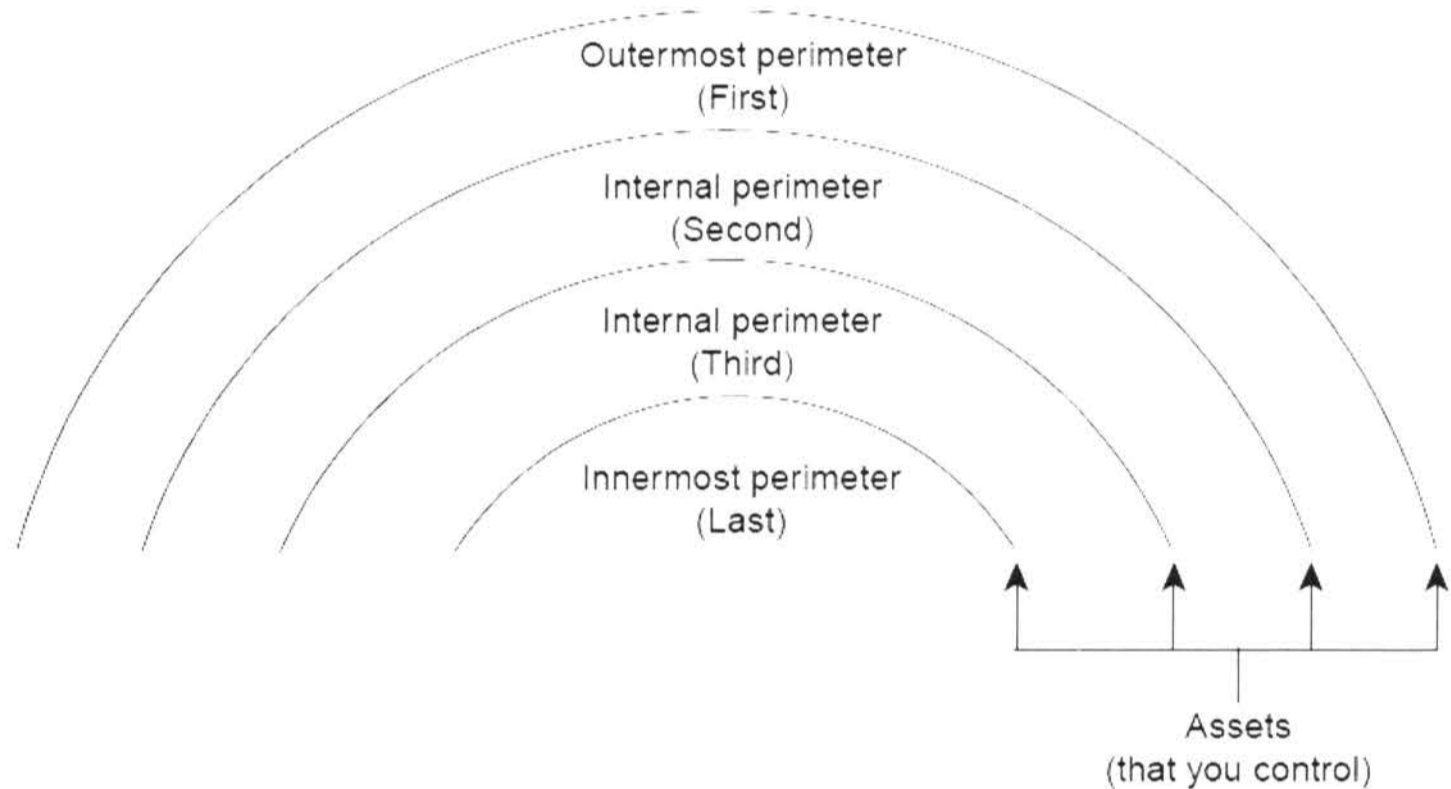 Outermost perimeter
(First)
Internal perimeter
(Second)
Internal perimeter
(Third)
Innermost perimeter
(Last)
Assets
(that you control)